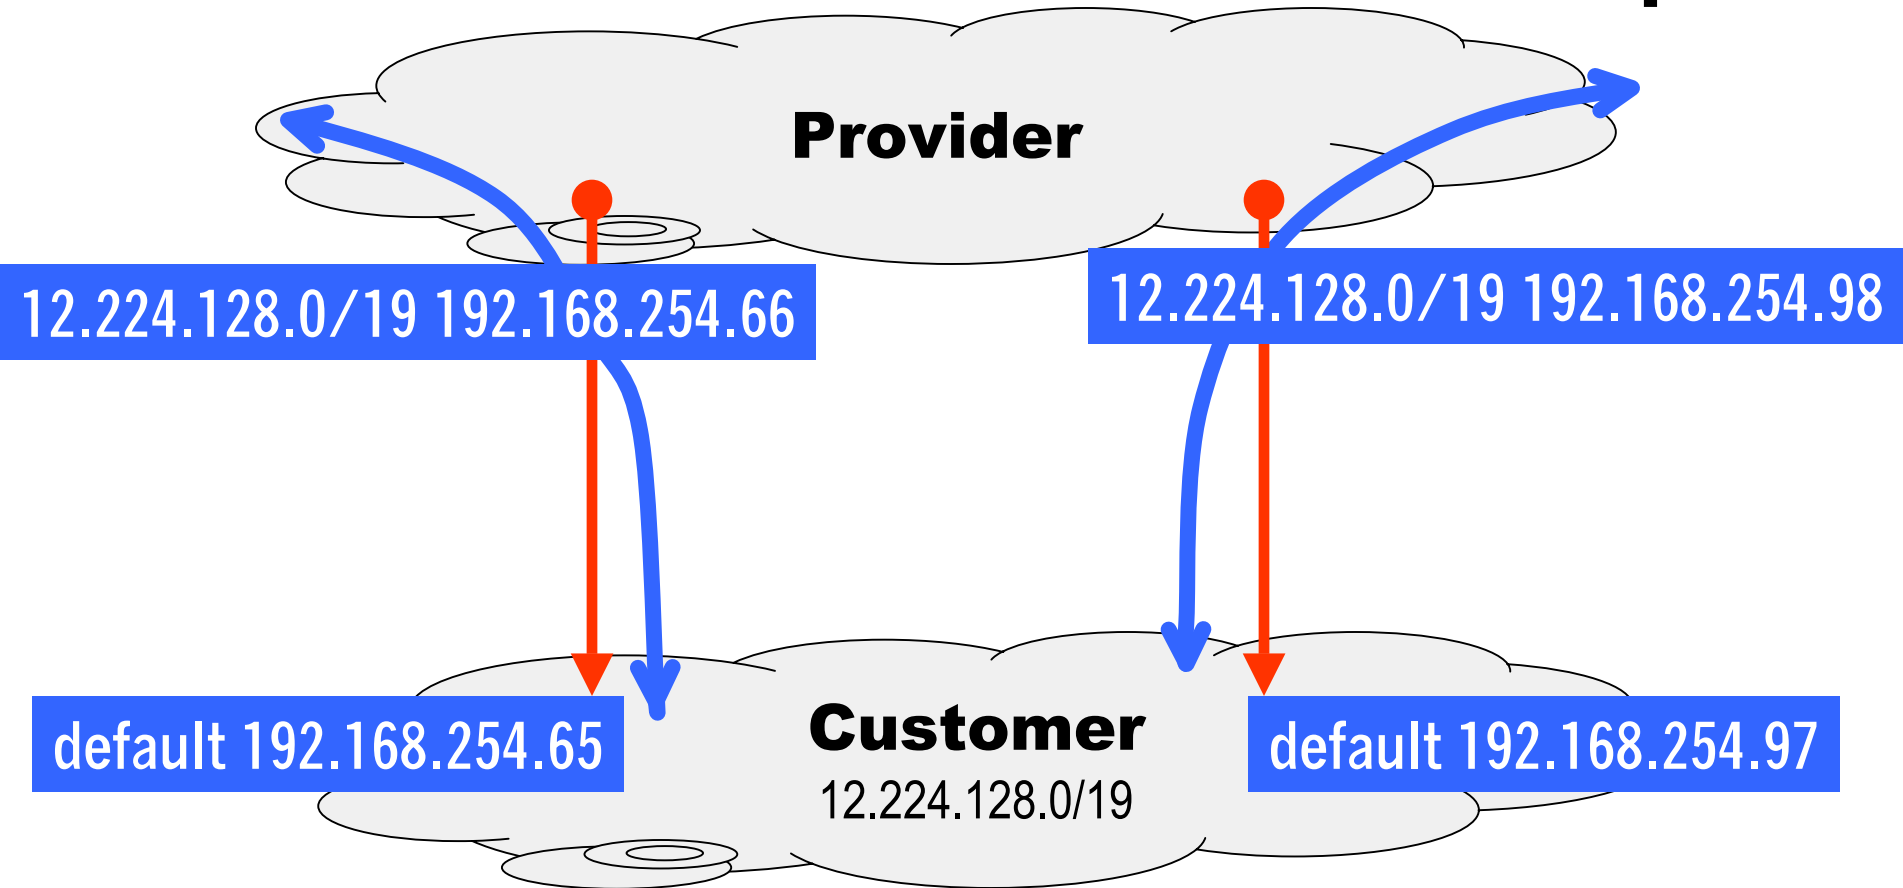 Provider
12.224.128.0/19 192.168.254.66
12.224.128.0/19 192.168.254.98
default 192.168.254.65
Customer
12.224.128.0/19
default 192.168.254.97